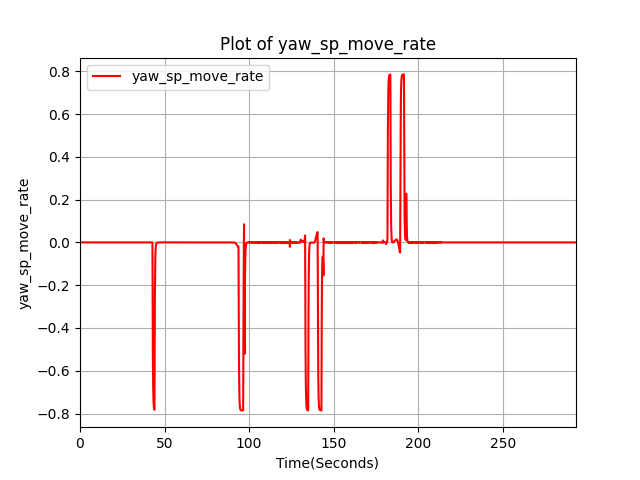 Plot of yaw_sp_move_rate
yaw_sp_move_rate
yaw_sp_move_rate
0.8
0.6
0.4
0.2
0.0
−0.2
−0.4
−0.6
−0.8
0 50 100 150 200 250
Time(Seconds)